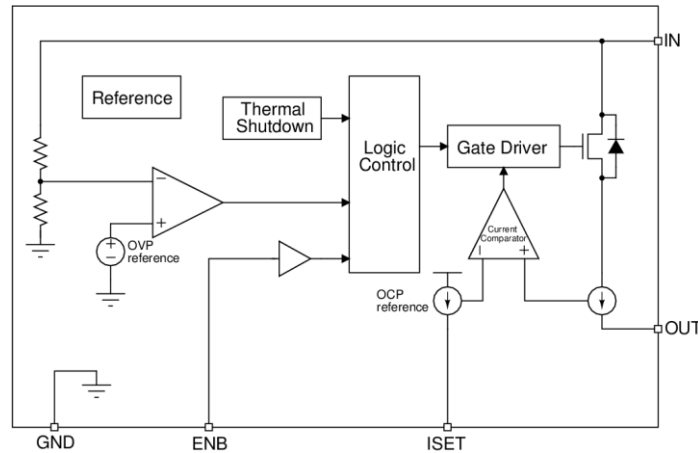 IN
Reference
Thermal
Shutdown
Logic
Control
Gate Driver
−
+
OVP
reference
+
−
Current
Comparator
−
+
OCP
reference
OUT
GND
ENB
ISET